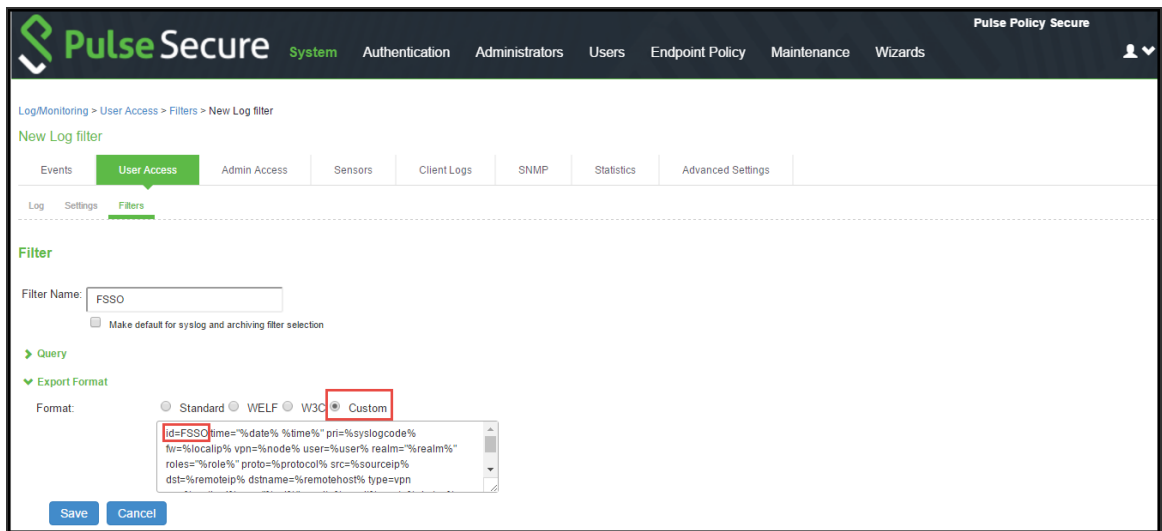 Pulse Policy Secure
Pulse Secure System Authentication Administrators Users Endpoint Policy Maintenance Wizards
Log/Monitoring > User Access > Filters > New Log filter
New Log filter
Events User Access Admin Access Sensors Client Logs SNMP Statistics Advanced Settings
Log Settings Filters
Filter
Filter Name: FSSO
Make default for syslog and archiving filter selection
Query
Export Format
Format: Standard WELF W3C Custom
id=FSSO time="%date% %time%" pri=%syslogcode%
fw=%localip% vpn=%node% user=%user% realm="%realm%"
roles="%role%" proto=%protocol% src=%sourceip%
dst=%remoteip% dstname=%remotehost% type=vpn
Save Cancel